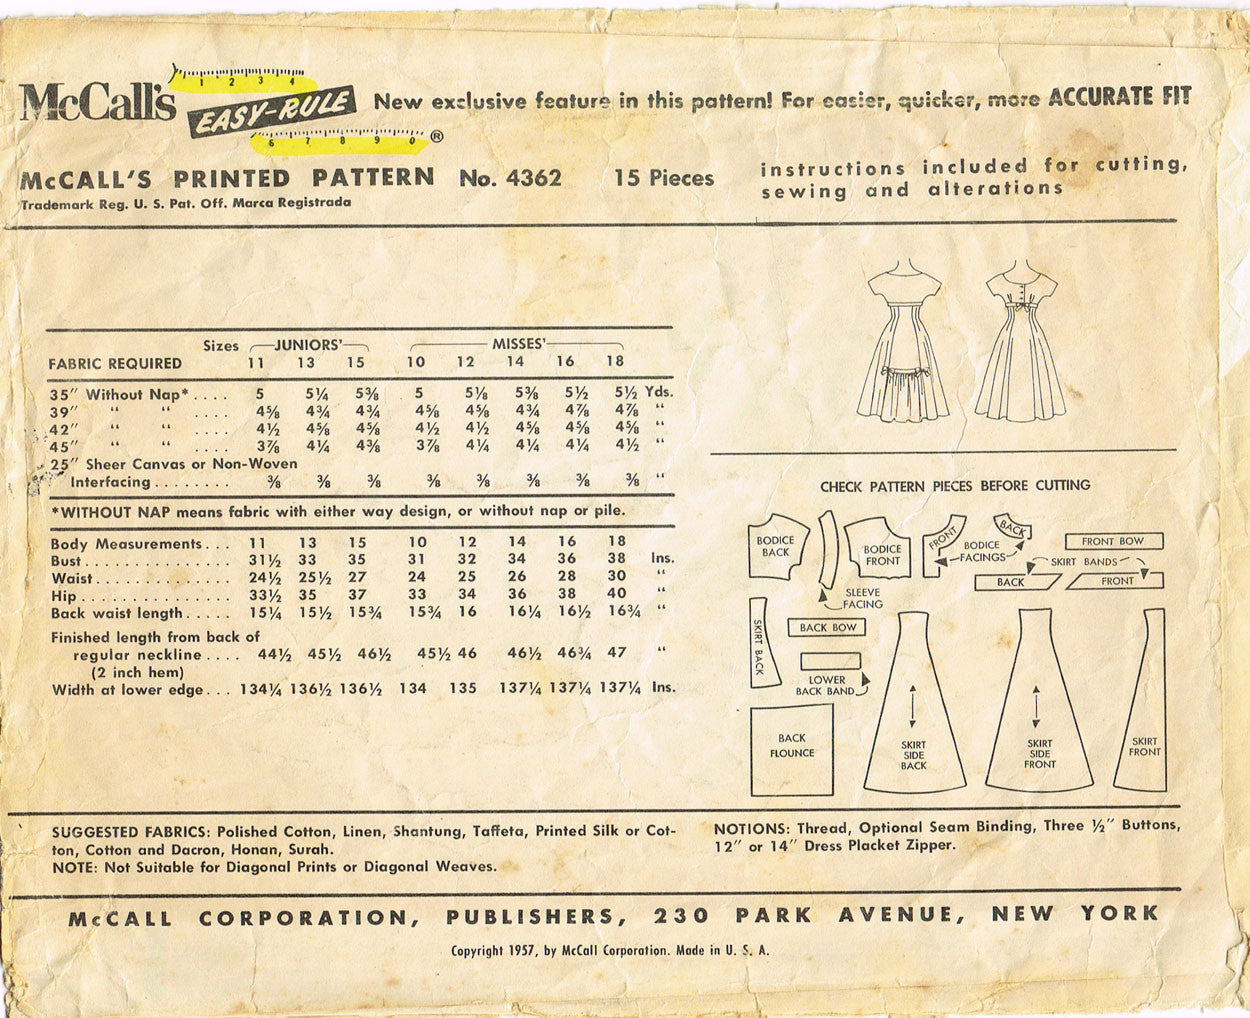 McCall's EASY-RULE ® New exclusive feature in this pattern! For easier, quicker, more ACCURATE FIT
1 2 3 4
6 7 8 9 0
McCALL'S PRINTED PATTERN No. 4362 15 Pieces
Trademark Reg. U. S. Pat. Off. Marca Registrada
instructions included for cutting,
sewing and alterations
Sizes JUNIORS' MISSES'
FABRIC REQUIRED 11 13 15 10 12 14 16 18
35" Without Nap* .... 5 5¼ 5⅜ 5 5⅛ 5⅜ 5½ 5½ Yds.
39" " " .... 4⅝ 4¾ 4¾ 4⅝ 4⅝ 4¾ 4⅞ 4⅞ "
42" " " .... 4½ 4⅝ 4⅝ 4½ 4½ 4⅝ 4⅝ 4⅝ "
45" " " .... 3⅞ 4¼ 4⅜ 3⅞ 4¼ 4¼ 4¼ 4½ "
25" Sheer Canvas or Non-Woven
Interfacing ........ ⅜ ⅜ ⅜ ⅜ ⅜ ⅜ ⅜ ⅜ "
*WITHOUT NAP means fabric with either way design, or without nap or pile.
Body Measurements... 11 13 15 10 12 14 16 18
Bust................ 31½ 33 35 31 32 34 36 38 Ins.
Waist............... 24½ 25½ 27 24 25 26 28 30 "
Hip................. 33½ 35 37 33 34 36 38 40 "
Back waist length..... 15¼ 15½ 15¾ 15¾ 16 16¼ 16½ 16¾ "
Finished length from back of
regular neckline .... 44½ 45½ 46½ 45½ 46 46½ 46¾ 47 "
(2 inch hem)
Width at lower edge... 134¼ 136½ 136½ 134 135 137¼ 137¼ 137¼ Ins.
CHECK PATTERN PIECES BEFORE CUTTING
BODICE
BACK
SLEEVE
FACING
BODICE
FRONT
FRONT
BACK
BODICE
FACINGS
FRONT BOW
SKIRT BANDS
BACK
FRONT
SKIRT BACK
BACK BOW
LOWER
BACK BAND
BACK
FLOUNCE
SKIRT
SIDE
BACK
SKIRT
SIDE
FRONT
SKIRT
FRONT
SUGGESTED FABRICS: Polished Cotton, Linen, Shantung, Taffeta, Printed Silk or Cot-
ton, Cotton and Dacron, Honan, Surah.
NOTE: Not Suitable for Diagonal Prints or Diagonal Weaves.
NOTIONS: Thread, Optional Seam Binding, Three ½" Buttons,
12" or 14" Dress Placket Zipper.
McCALL CORPORATION, PUBLISHERS, 230 PARK AVENUE, NEW YORK
Copyright 1957, by McCall Corporation. Made in U. S. A.